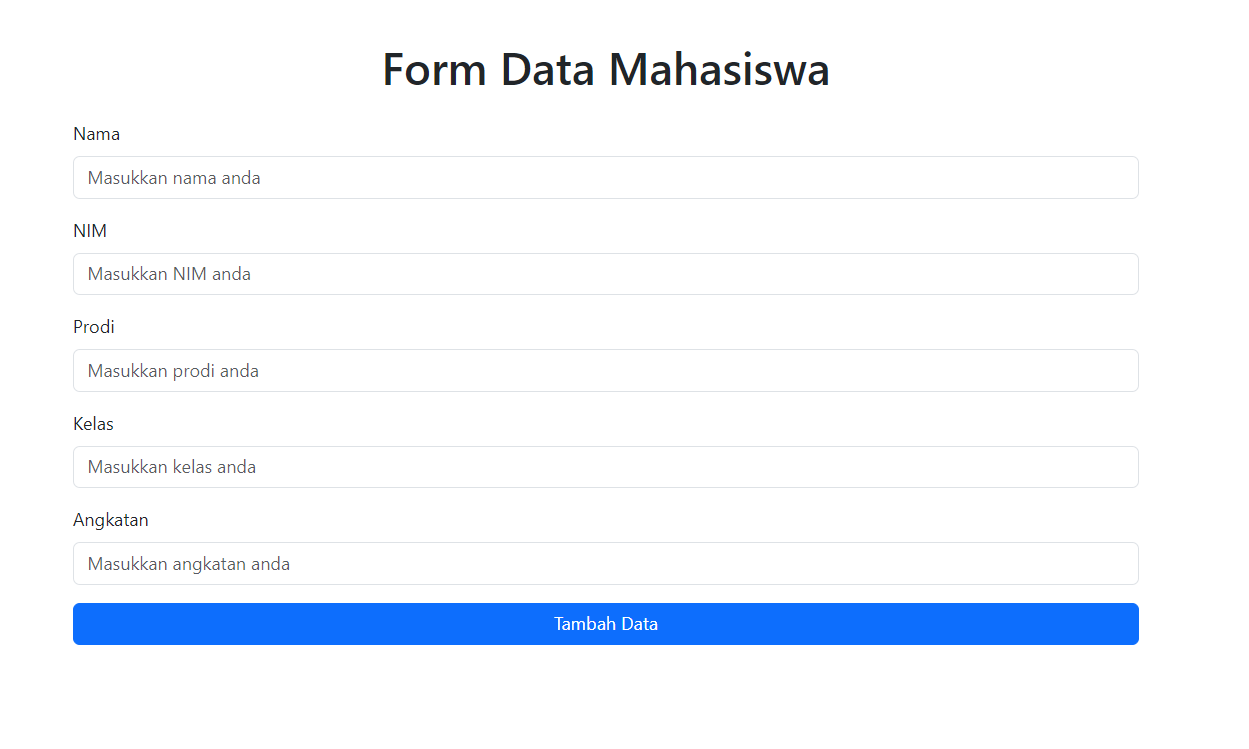 Form Data Mahasiswa
Nama
Masukkan nama anda
NIM
Masukkan NIM anda
Prodi
Masukkan prodi anda
Kelas
Masukkan kelas anda
Angkatan
Masukkan angkatan anda
Tambah Data